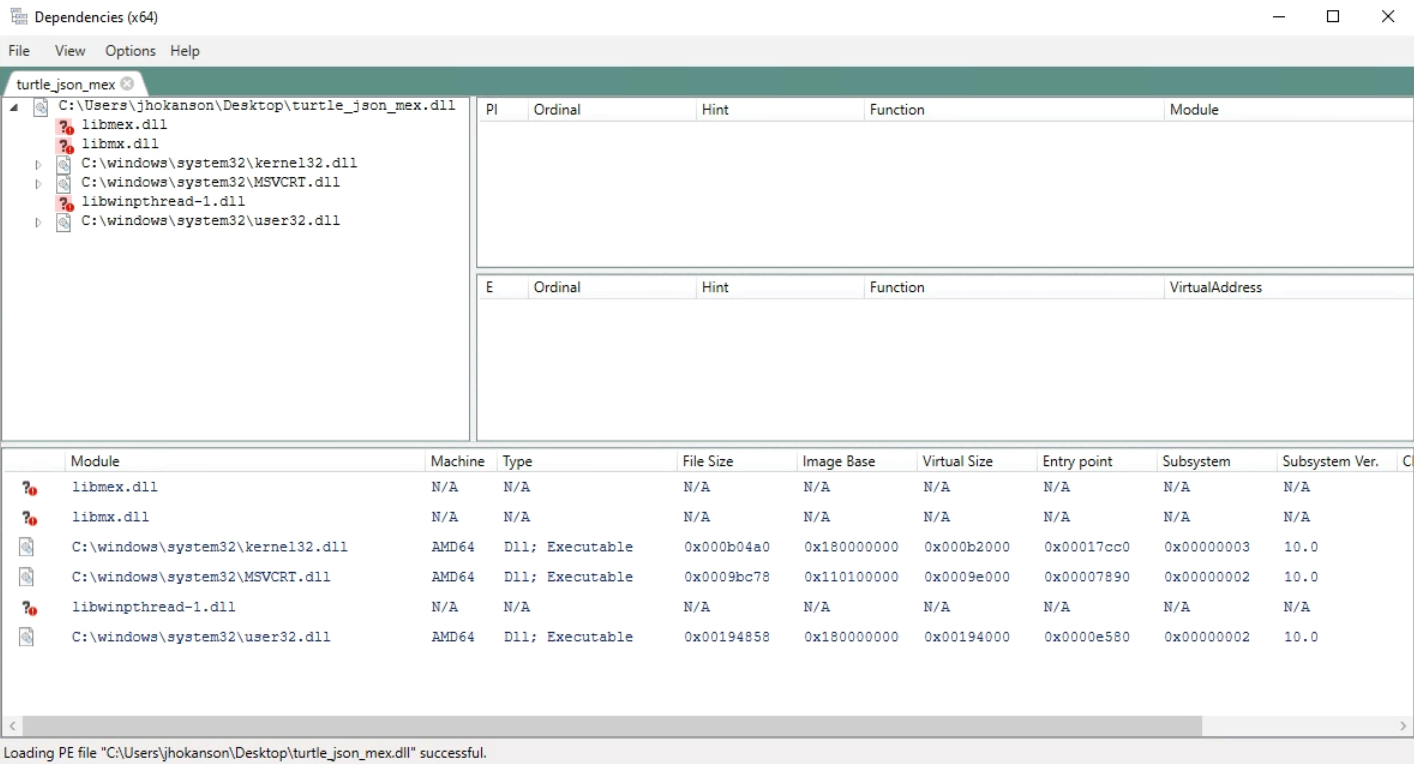 Dependencies (x64)
File View Options Help
turtle_json_mex
C:\Users\jhokanson\Desktop\turtle_json_mex.dll
libmex.dll
libmx.dll
C:\windows\system32\kernel32.dll
C:\windows\system32\MSVCRT.dll
libwinpthread-1.dll
C:\windows\system32\user32.dll
PI Ordinal Hint Function Module
E Ordinal Hint Function VirtualAddress
Module Machine Type File Size Image Base Virtual Size Entry point Subsystem Subsystem Ver.
libmex.dll N/A N/A N/A N/A N/A N/A N/A N/A
libmx.dll N/A N/A N/A N/A N/A N/A N/A N/A
C:\windows\system32\kernel32.dll AMD64 Dll; Executable 0x000b04a0 0x180000000 0x000b2000 0x00017cc0 0x00000003 10.0
C:\windows\system32\MSVCRT.dll AMD64 Dll; Executable 0x0009bc78 0x110100000 0x0009e000 0x00007890 0x00000002 10.0
libwinpthread-1.dll N/A N/A N/A N/A N/A N/A N/A N/A
C:\windows\system32\user32.dll AMD64 Dll; Executable 0x00194858 0x180000000 0x00194000 0x0000e580 0x00000002 10.0
Loading PE file "C:\Users\jhokanson\Desktop\turtle_json_mex.dll" successful.